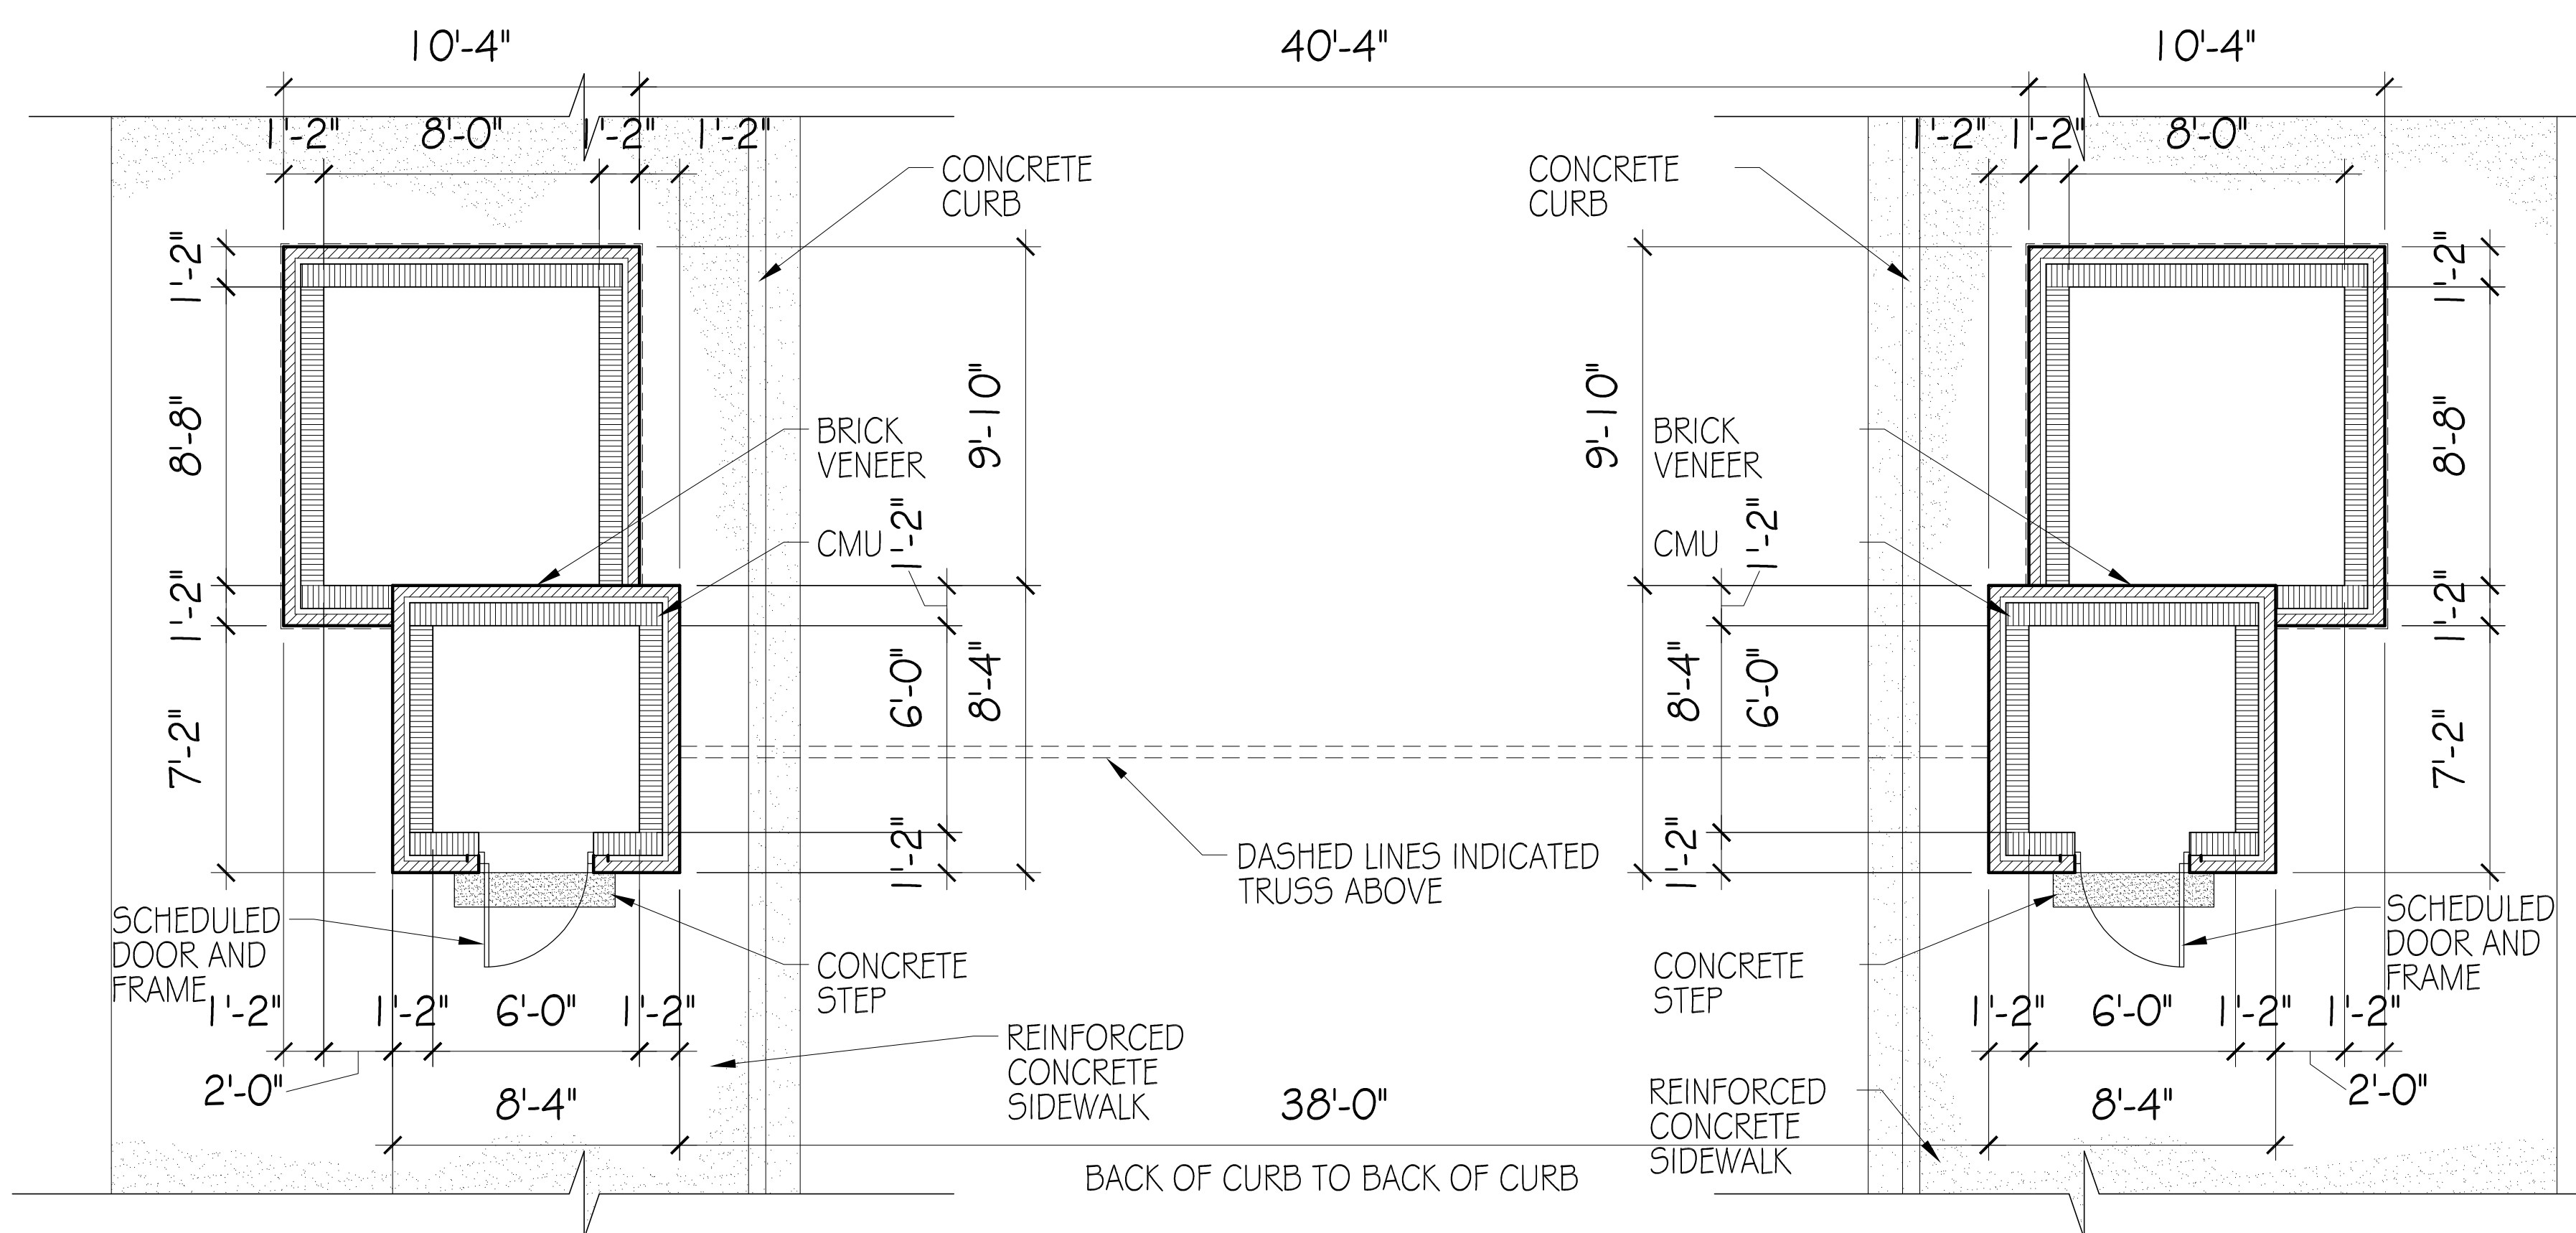 10'-4" 40'-4" 10'-4"
1'-2" 8'-0" 1'-2" 1'-2" 1'-2" 1'-2" 8'-0"
CONCRETE
CURB
CONCRETE
CURB
1'-2"
1'-2"
8'-8"
9'-10"
9'-10"
8'-8"
BRICK
VENEER
BRICK
VENEER
CMU
1'-2"
CMU
1'-2"
1'-2"
1'-2"
7'-2"
6'-0"
8'-4"
8'-4"
6'-0"
7'-2"
1'-2"
1'-2"
DASHED LINES INDICATED
TRUSS ABOVE
SCHEDULED
DOOR AND
FRAME
SCHEDULED
DOOR AND
FRAME
CONCRETE
STEP
CONCRETE
STEP
1'-2" 1'-2" 6'-0" 1'-2"
1'-2" 6'-0" 1'-2" 1'-2"
REINFORCED
CONCRETE
SIDEWALK
2'-0" 8'-4" 38'-0" 8'-4" 2'-0"
REINFORCED
CONCRETE
SIDEWALK
BACK OF CURB TO BACK OF CURB